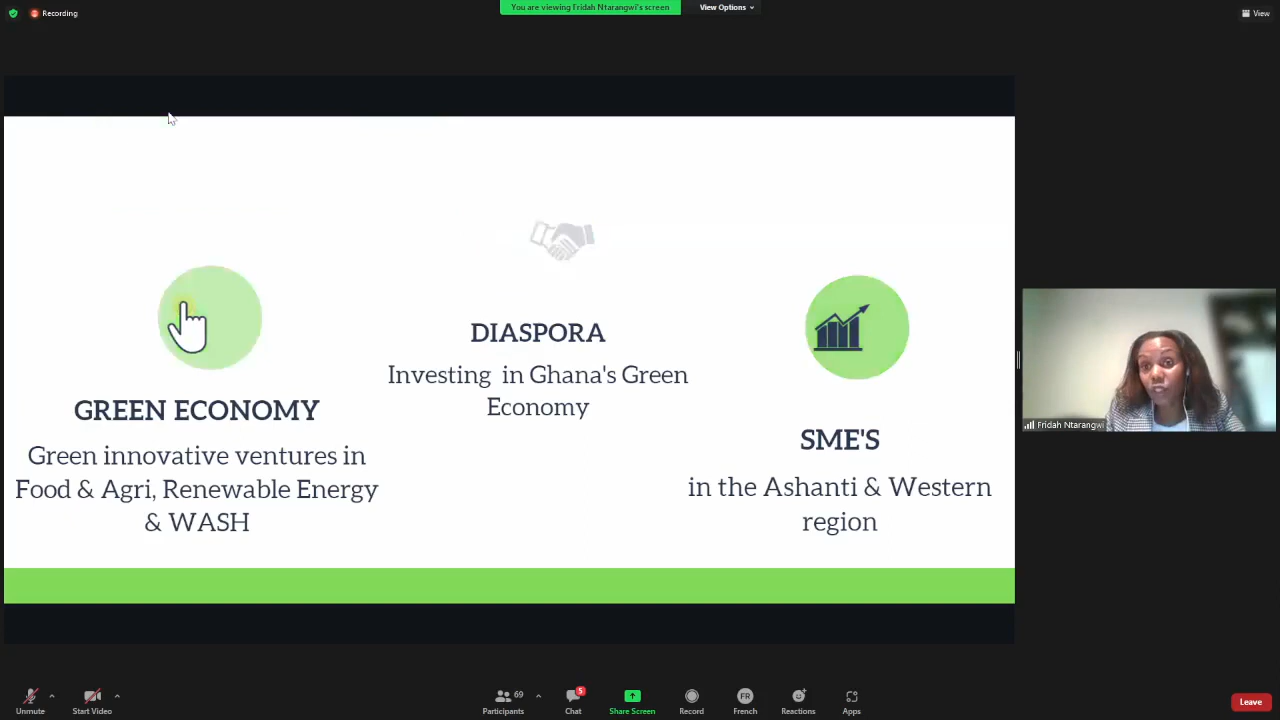 Recording
You are viewing Fridah Ntarangwi's screen
View Options
View
GREEN ECONOMY
Green innovative ventures in
Food & Agri, Renewable Energy
& WASH
DIASPORA
Investing in Ghana's Green
Economy
SME'S
in the Ashanti & Western
region
Fridah Ntarangwi
Unmute
Start Video
69
Participants
5
Chat
Share Screen
Record
FR
French
Reactions
Apps
Leave